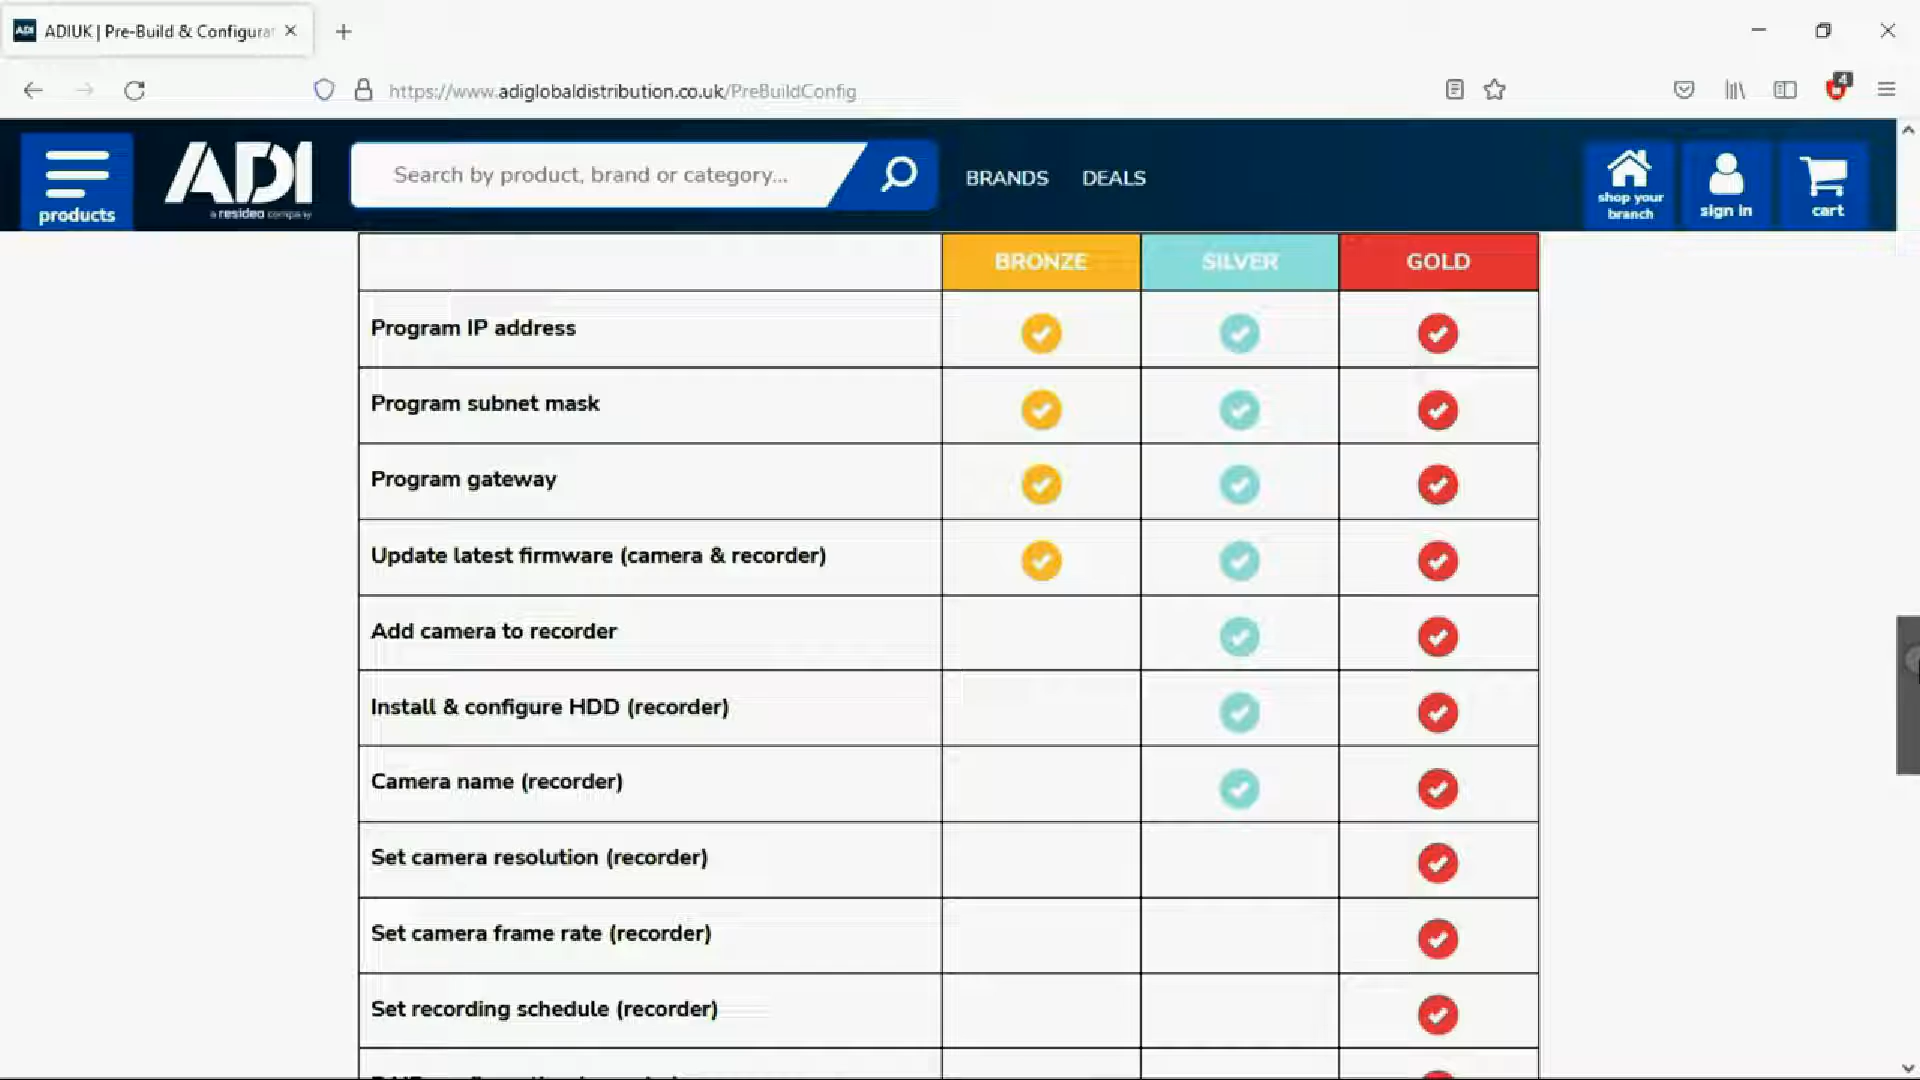 ADI
ADIUK | Pre-Build & Configurat
https://www.adiglobaldistribution.co.uk/PreBuildConfig
4
products
ADI
a resideo company
Search by product, brand or category...
BRANDS
DEALS
shop your
branch
sign in
cart
BRONZE
SILVER
GOLD
Program IP address
Program subnet mask
Program gateway
Update latest firmware (camera & recorder)
Add camera to recorder
Install & configure HDD (recorder)
Camera name (recorder)
Set camera resolution (recorder)
Set camera frame rate (recorder)
Set recording schedule (recorder)